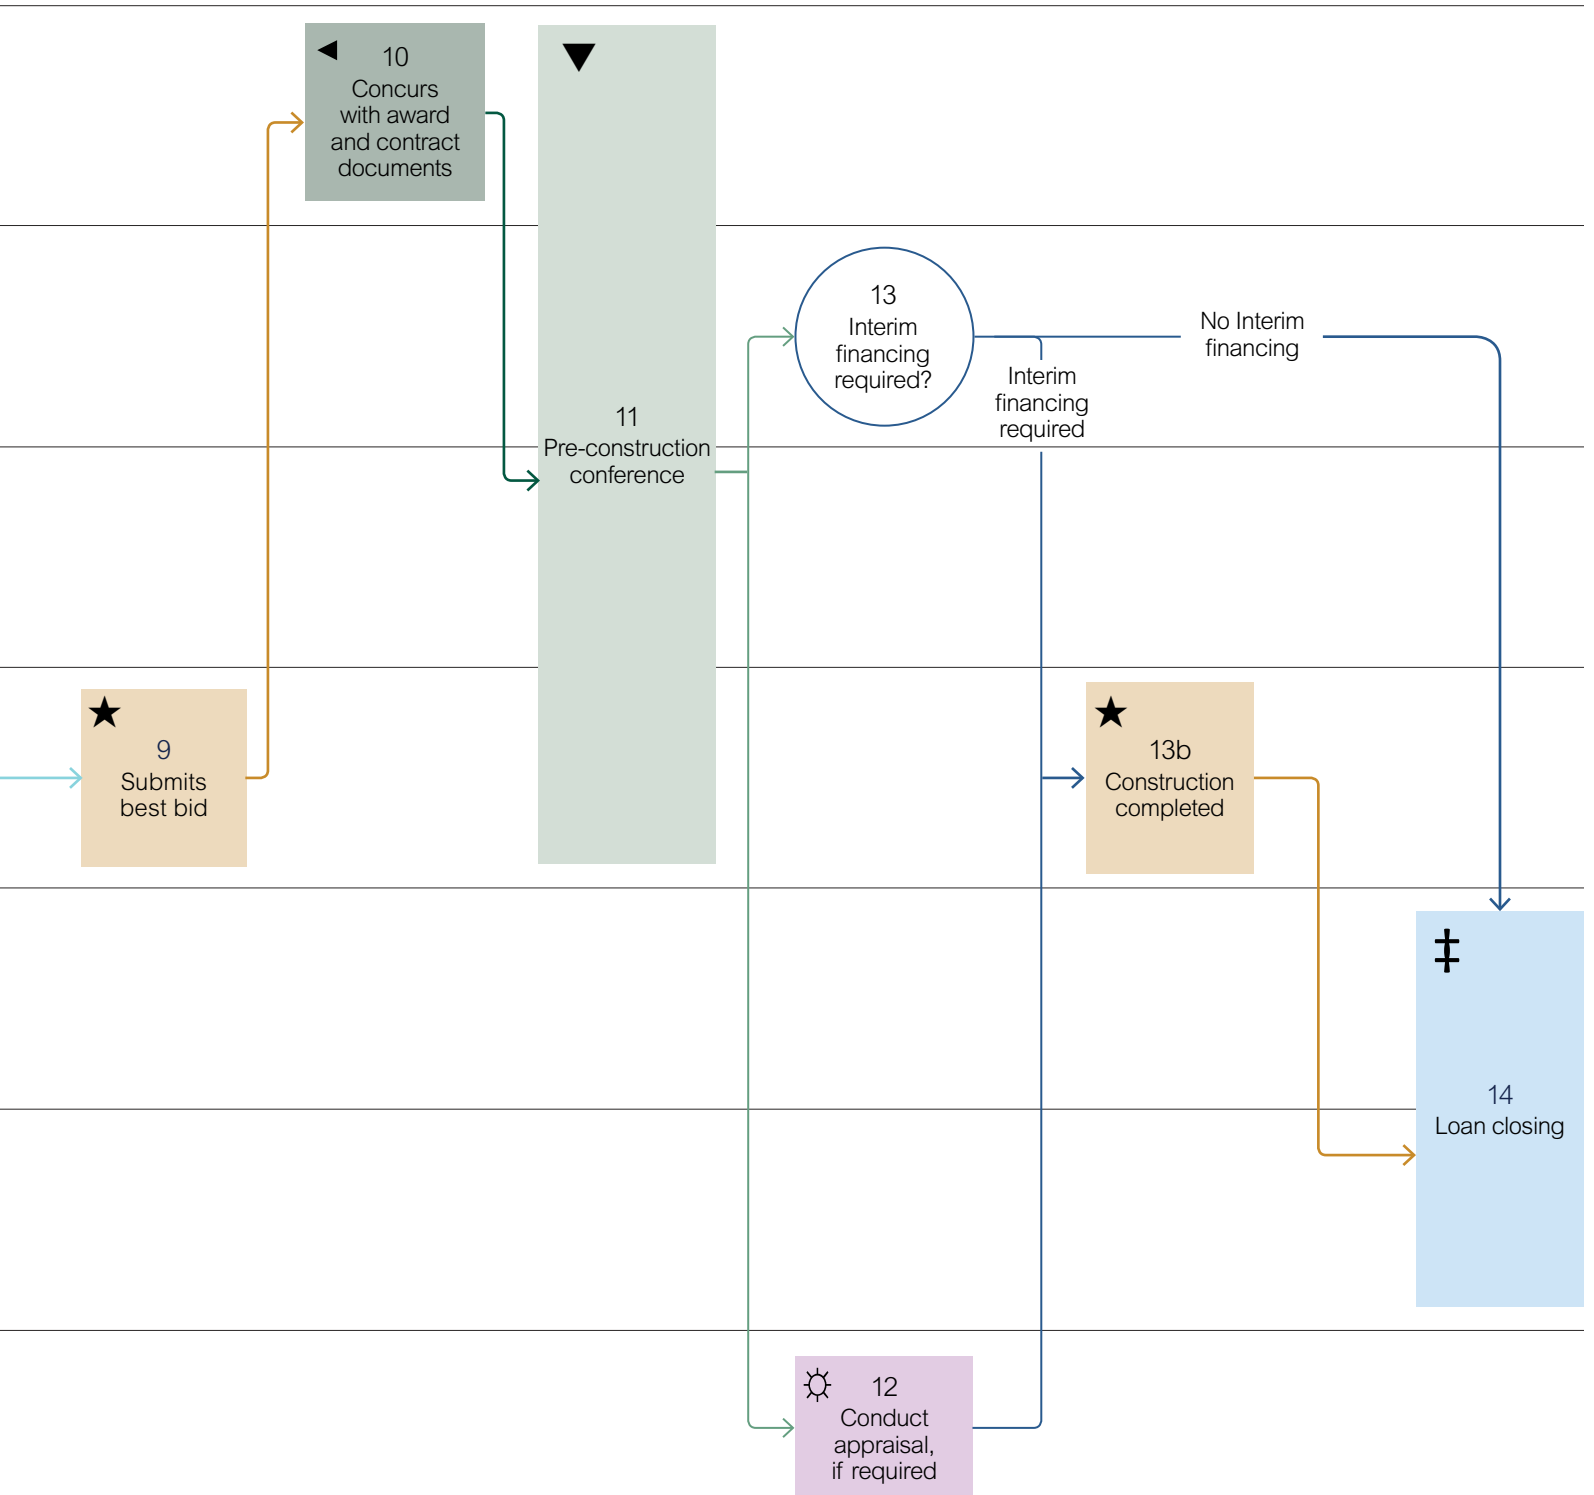 10
Concurs
with award
and contract
documents
11
Pre-construction
conference
13
Interim
financing
required?
Interim
financing
required
No Interim
financing
9
Submits
best bid
13b
Construction
completed
14
Loan closing
12
Conduct
appraisal,
if required